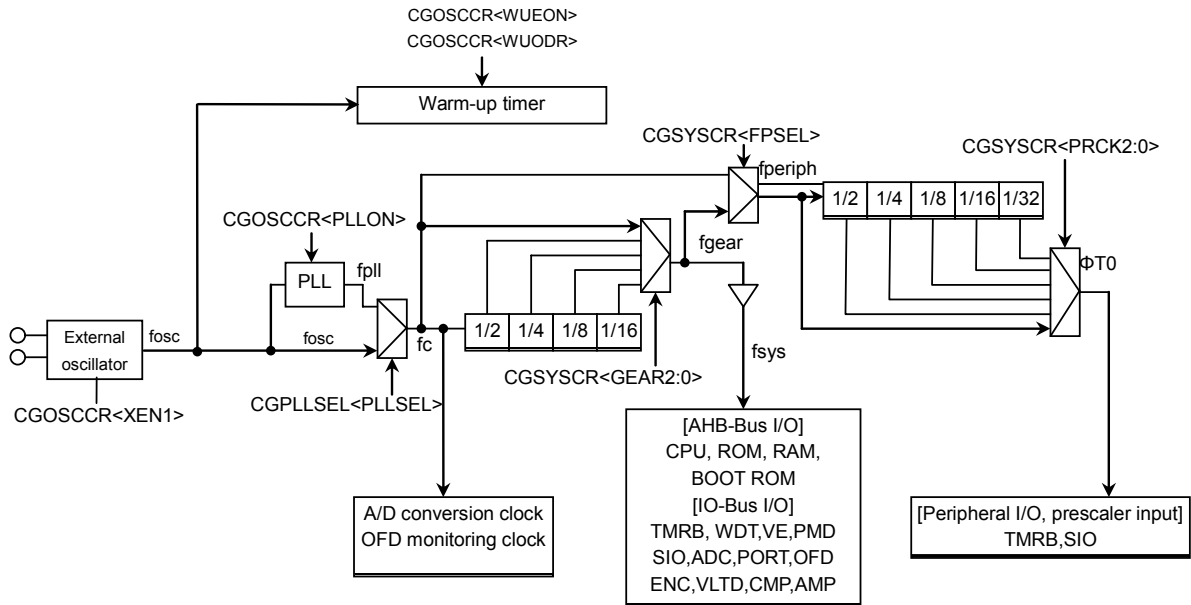 CGOSCCR<WUEON>
CGOSCCR<WUODR>
Warm-up timer
CGSYSCR<FPSEL>
CGSYSCR<PRCK2:0>
fperiph
1/2 1/4 1/8 1/16 1/32
CGOSCCR<PLLON>
fpll
PLL
fgear
ΦT0
External
oscillator
fosc
fosc
fc
1/2 1/4 1/8 1/16
fsys
CGOSCCR<XEN1>
CGPLLSEL<PLLSEL>
CGSYSCR<GEAR2:0>
A/D conversion clock
OFD monitoring clock
[AHB-Bus I/O]
CPU, ROM, RAM,
BOOT ROM
[IO-Bus I/O]
TMRB, WDT,VE,PMD
SIO,ADC,PORT,OFD
ENC,VLTD,CMP,AMP
[Peripheral I/O, prescaler input]
TMRB,SIO